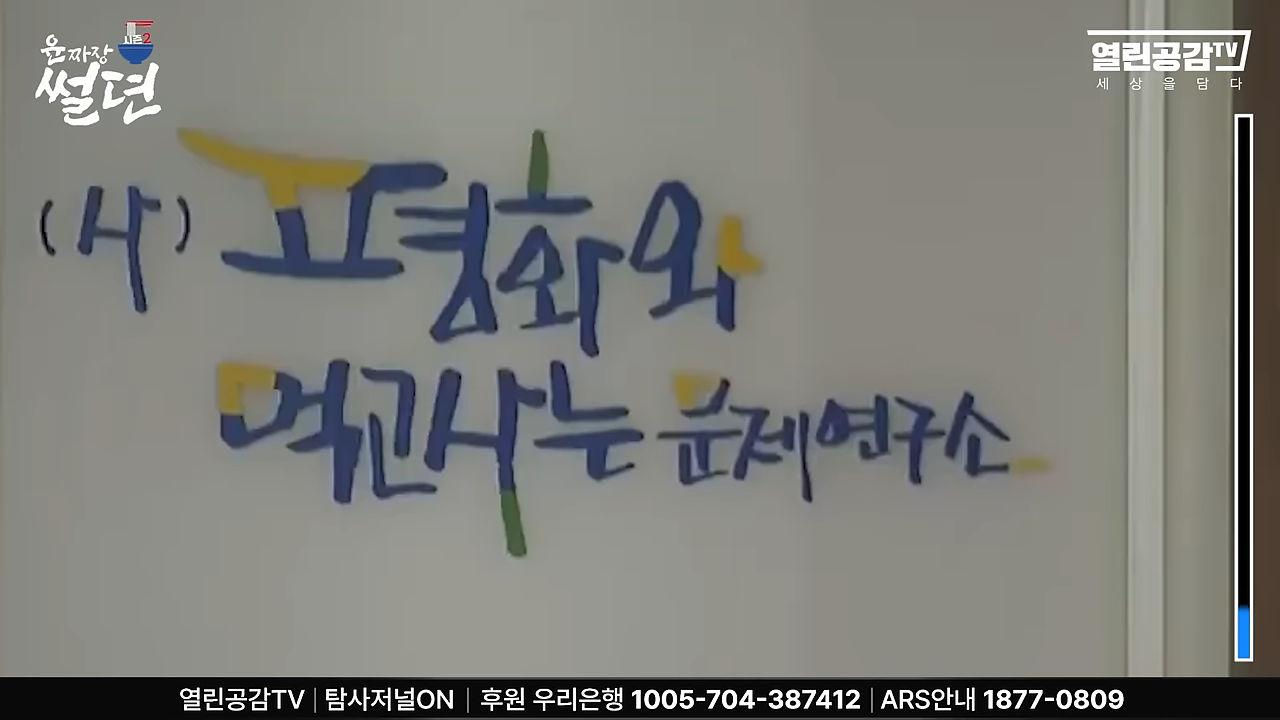 윤짜장
시즌2
썰뎐
열린공감TV
세상을담다
(사) 평화와
먹고사는 문제연구소
열린공감TV | 탐사저널ON | 후원 우리은행 1005-704-387412 | ARS안내 1877-0809